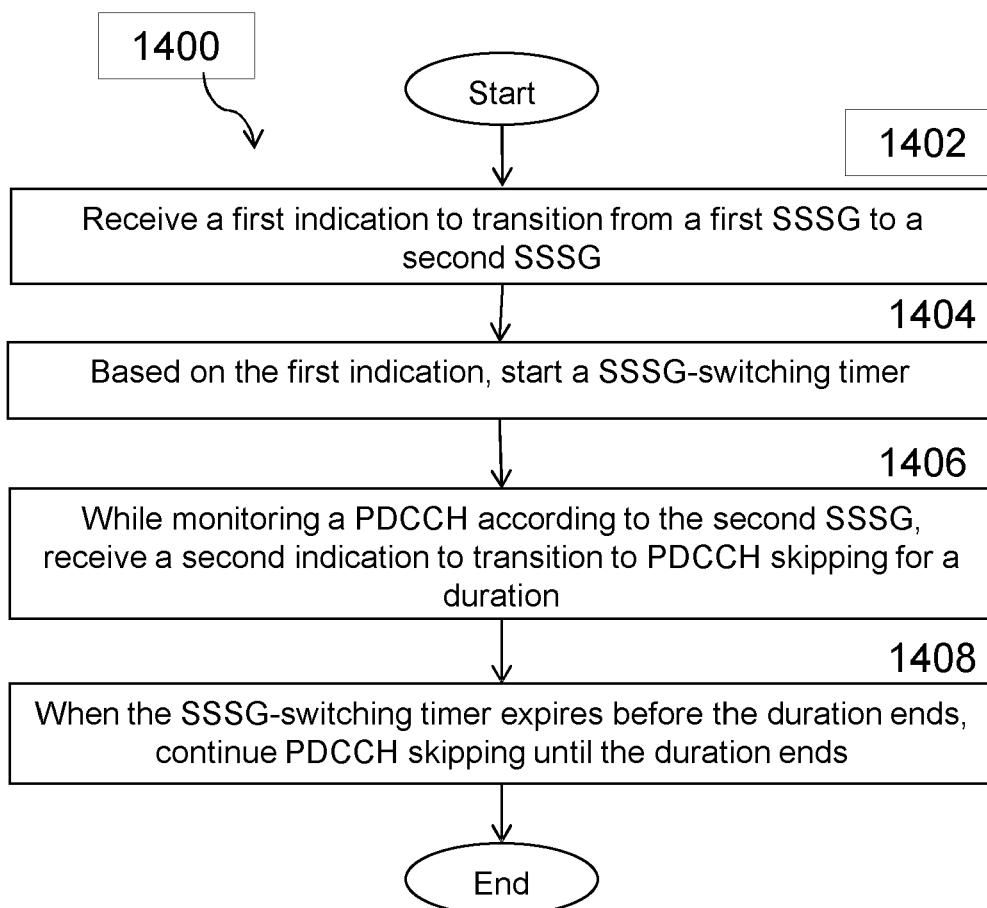 1400
Start
1402
Receive a first indication to transition from a first SSSG to a
second SSSG
1404
Based on the first indication, start a SSSG-switching timer
1406
While monitoring a PDCCH according to the second SSSG,
receive a second indication to transition to PDCCH skipping for a
duration
1408
When the SSSG-switching timer expires before the duration ends,
continue PDCCH skipping until the duration ends
End